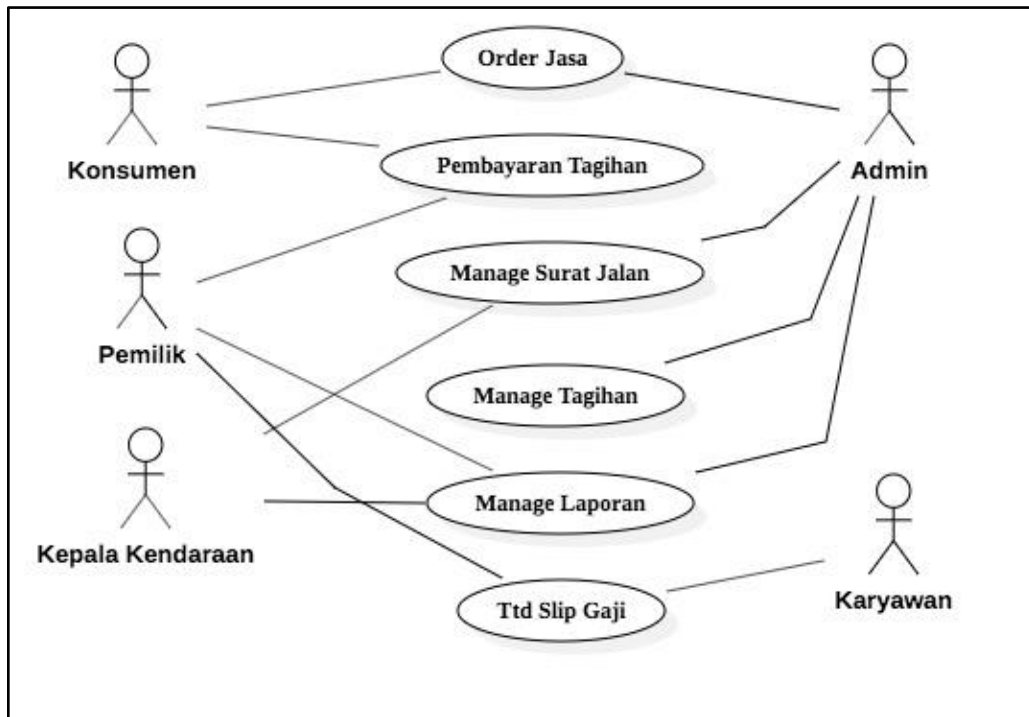 Order Jasa
Konsumen
Pembayaran Tagihan
Admin
Manage Surat Jalan
Pemilik
Manage Tagihan
Manage Laporan
Kepala Kendaraan
Karyawan
Ttd Slip Gaji